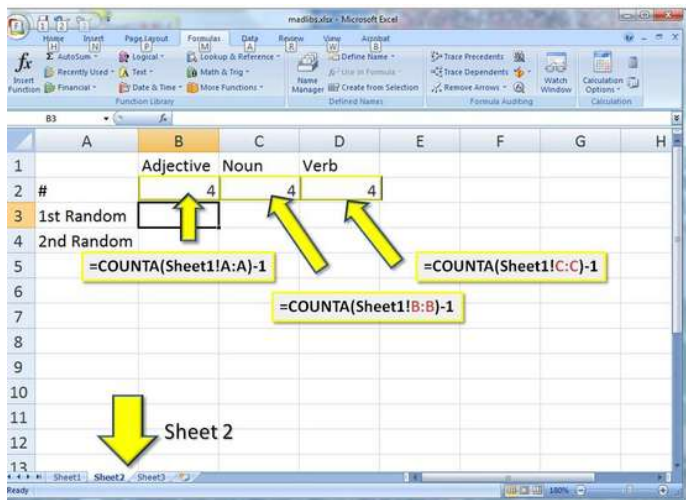 madlibs.xlsx - Microsoft Excel
Home Insert Page Layout Formulas Data Review View Acrobat
H N P M A R W B
fx Insert Function
Σ AutoSum
Recently Used
Financial
Logical
Text
Date & Time
Lookup & Reference
Math & Trig
More Functions
Function Library
Name Manager
Define Name
Use in Formula
Create from Selection
Defined Names
Trace Precedents
Trace Dependents
Remove Arrows
Formula Auditing
Watch Window
Calculation Options
Calculation
B3 fx
A B C D E F G H
1 Adjective Noun Verb
2 # 4 4 4
3 1st Random
4 2nd Random
5 =COUNTA(Sheet1!A:A)-1 =COUNTA(Sheet1!C:C)-1
6
=COUNTA(Sheet1!B:B)-1
7
8
9
10
11
Sheet 2
12
13
Sheet1 Sheet2 Sheet3
Ready 180%